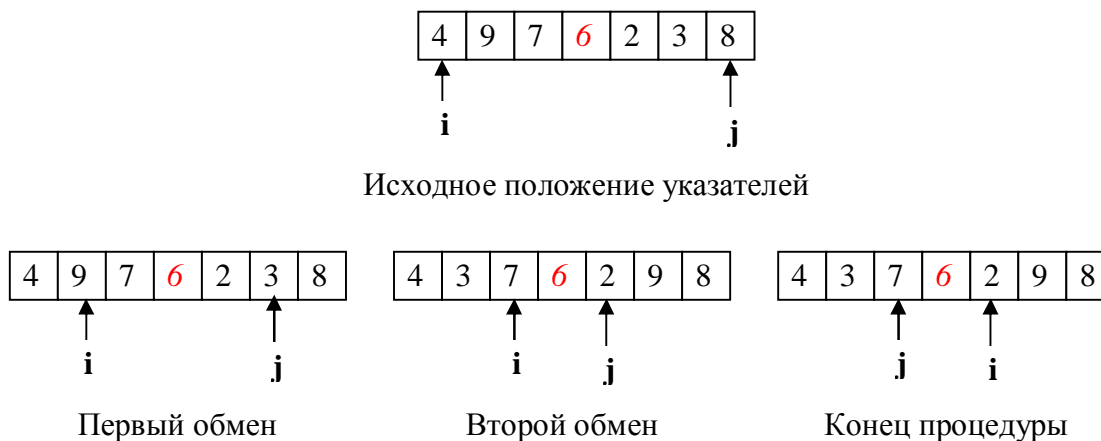 4 9 7 6 2 3 8
i j
Исходное положение указателей
4 9 7 6 2 3 8
i j
Первый обмен
4 3 7 6 2 9 8
i j
Второй обмен
4 3 7 6 2 9 8
j i
Конец процедуры